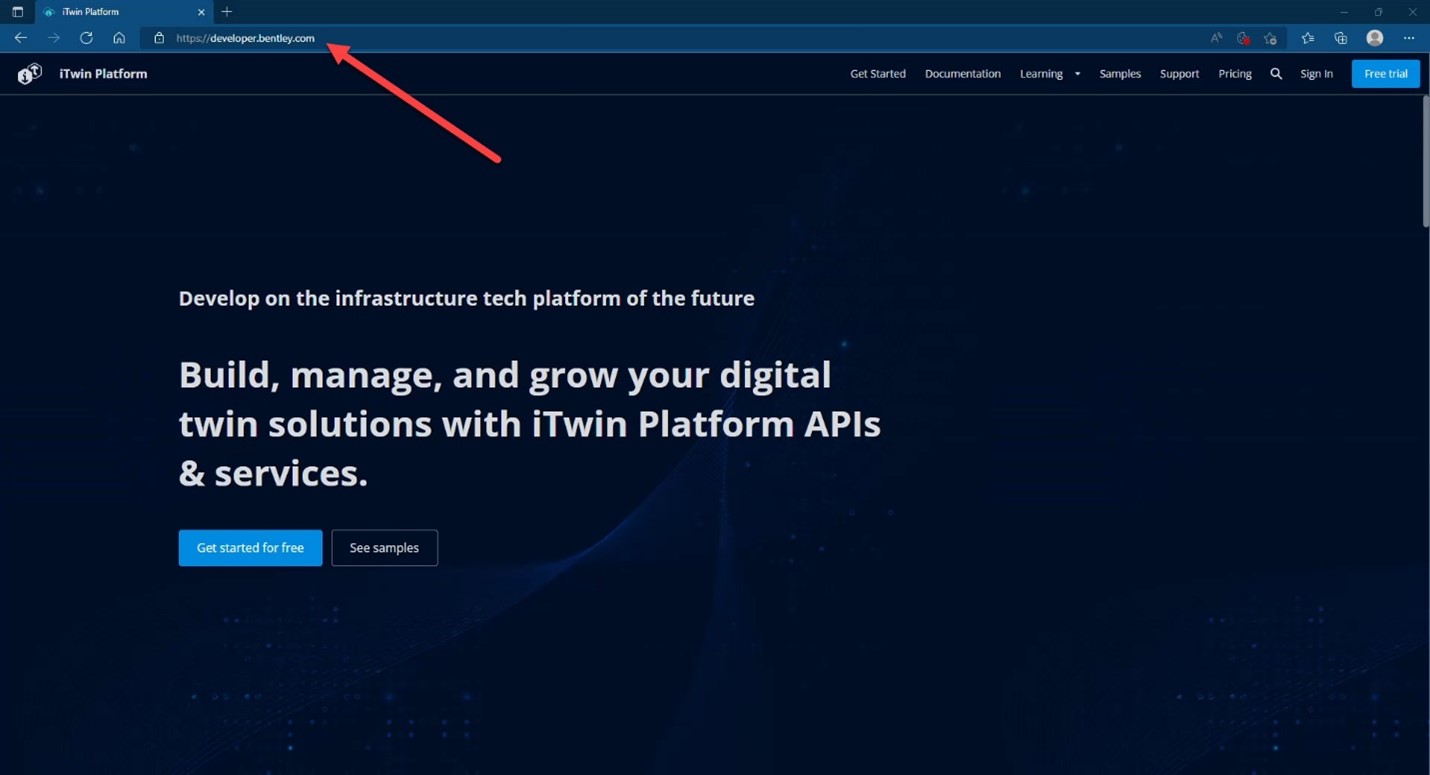 iTwin Platform
https://developer.bentley.com
iTwin Platform
Get Started Documentation Learning Samples Support Pricing Sign In Free trial
Develop on the infrastructure tech platform of the future
Build, manage, and grow your digital
twin solutions with iTwin Platform APIs
& services.
Get started for free See samples